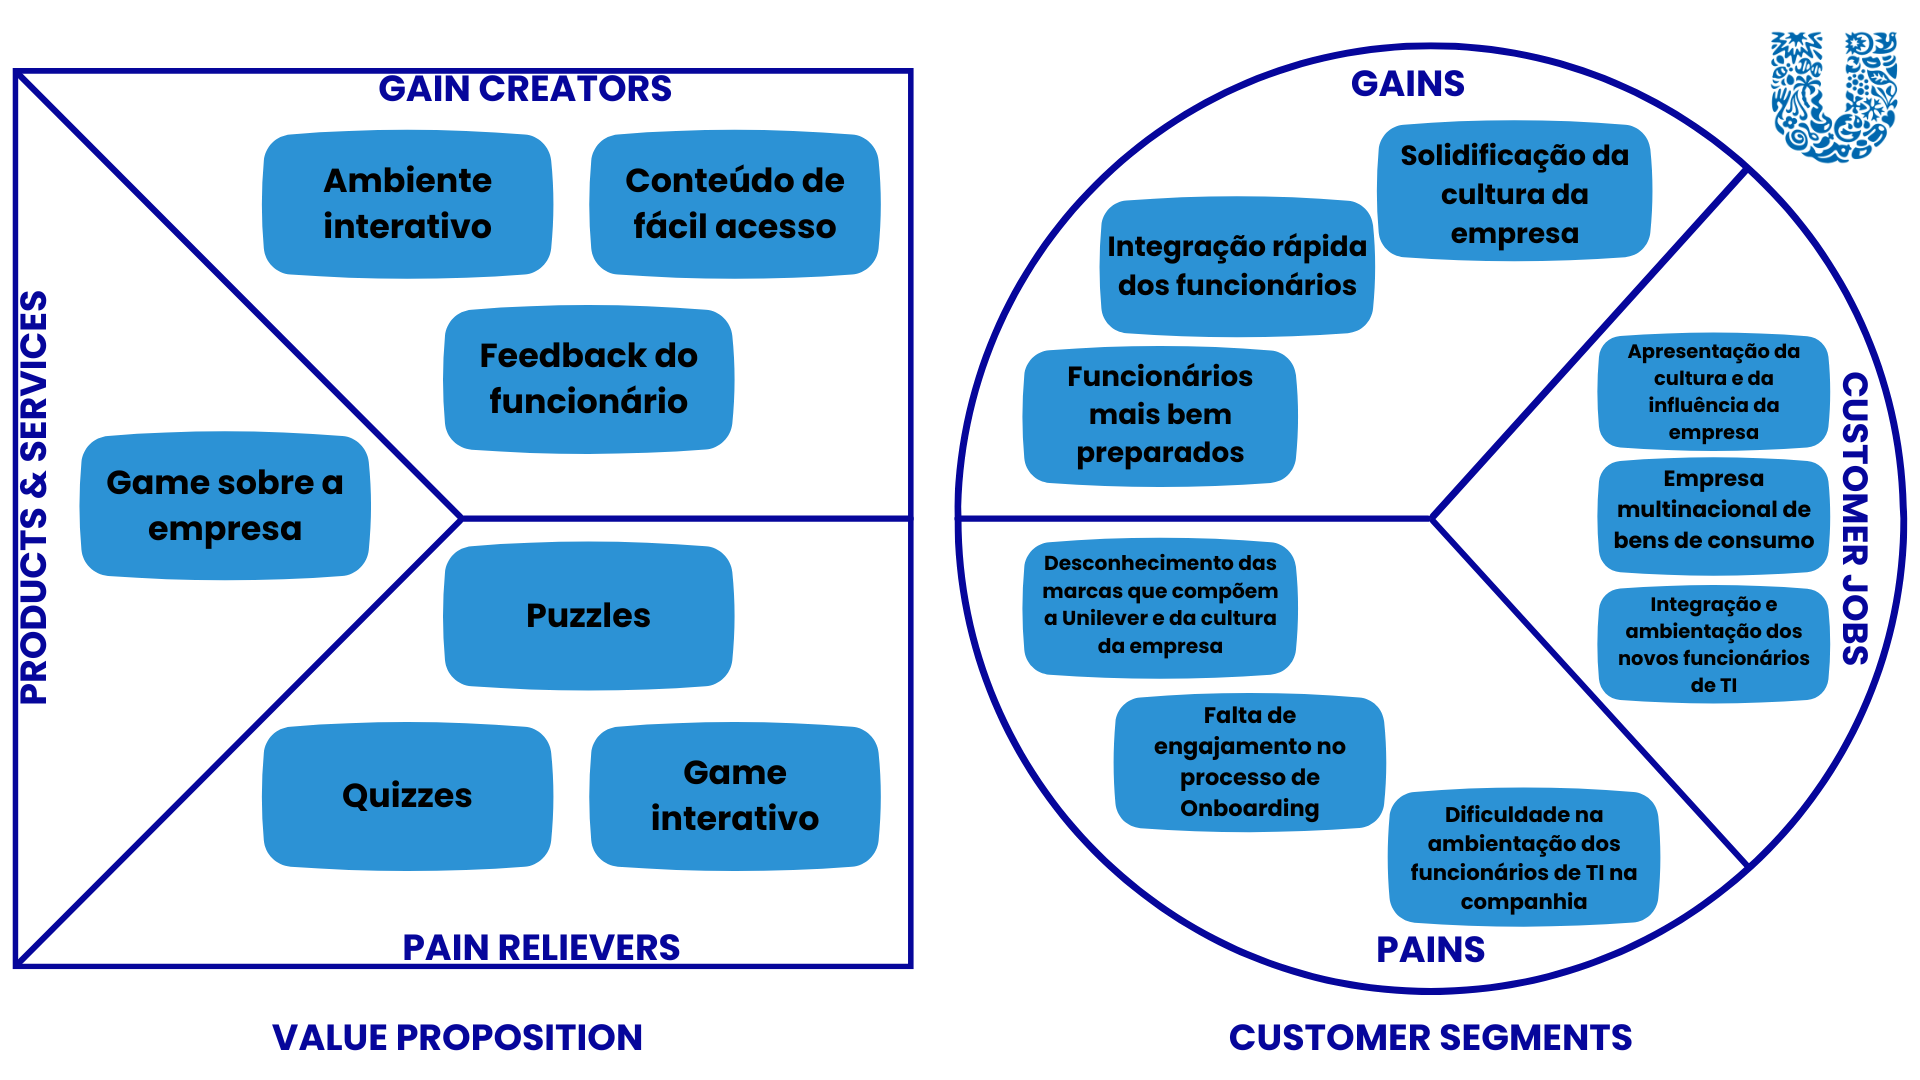 GAIN CREATORS
Ambiente
interativo
Conteúdo de
fácil acesso
Feedback do
funcionário
PRODUCTS & SERVICES
Game sobre a
empresa
Puzzles
Quizzes
Game
interativo
PAIN RELIEVERS
VALUE PROPOSITION
GAINS
Solidificação da
cultura da
empresa
Integração rápida
dos funcionários
Funcionários
mais bem
preparados
CUSTOMER JOBS
Apresentação da
cultura e da
influência da
empresa
Empresa
multinacional de
bens de consumo
Integração e
ambientação dos
novos funcionários
de TI
Desconhecimento das
marcas que compõem
a Unilever e da cultura
da empresa
Falta de
engajamento no
processo de
Onboarding
Dificuldade na
ambientação dos
funcionários de TI na
companhia
PAINS
CUSTOMER SEGMENTS